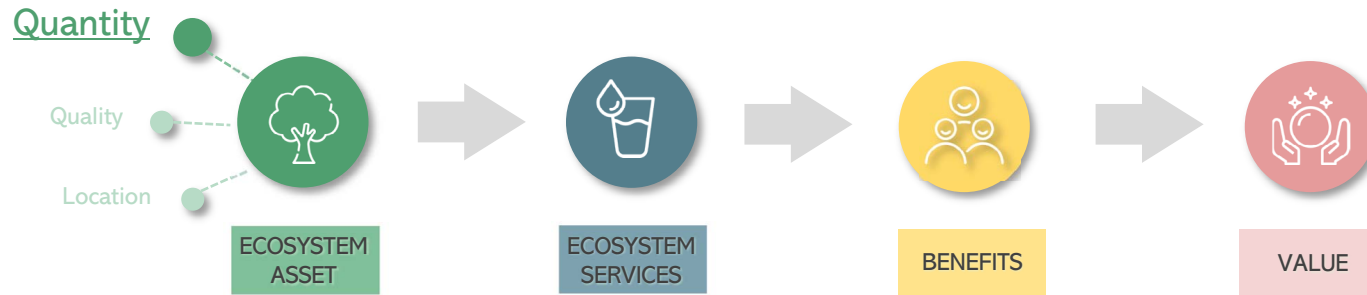 Quantity
Quality
Location
ECOSYSTEM
ASSET
ECOSYSTEM
SERVICES
BENEFITS
VALUE